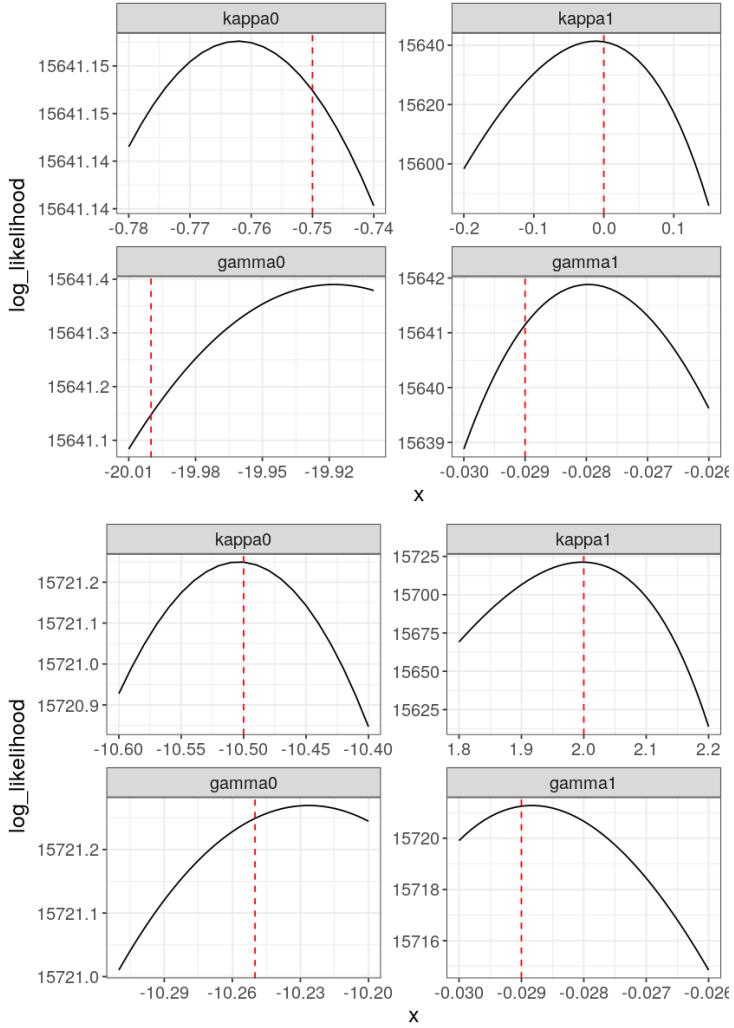 kappa0
kappa1
15641.15
15641.15
15641.14
15641.14
-0.78 -0.77 -0.76 -0.75 -0.74
15640
15620
15600
-0.2 -0.1 0.0 0.1
log_likelihood
gamma0
gamma1
15641.4
15641.3
15641.2
15641.1
-20.01 -19.98 -19.95 -19.92
15642
15641
15640
15639
-0.030 -0.029 -0.028 -0.027 -0.026
x
kappa0
kappa1
15721.2
15721.1
15721.0
15720.9
-10.60 -10.55 -10.50 -10.45 -10.40
15725
15700
15675
15650
15625
1.8 1.9 2.0 2.1 2.2
log_likelihood
gamma0
gamma1
15721.2
15721.1
15721.0
-10.29 -10.26 -10.23 -10.20
15720
15718
15716
-0.030 -0.029 -0.028 -0.027 -0.026
x